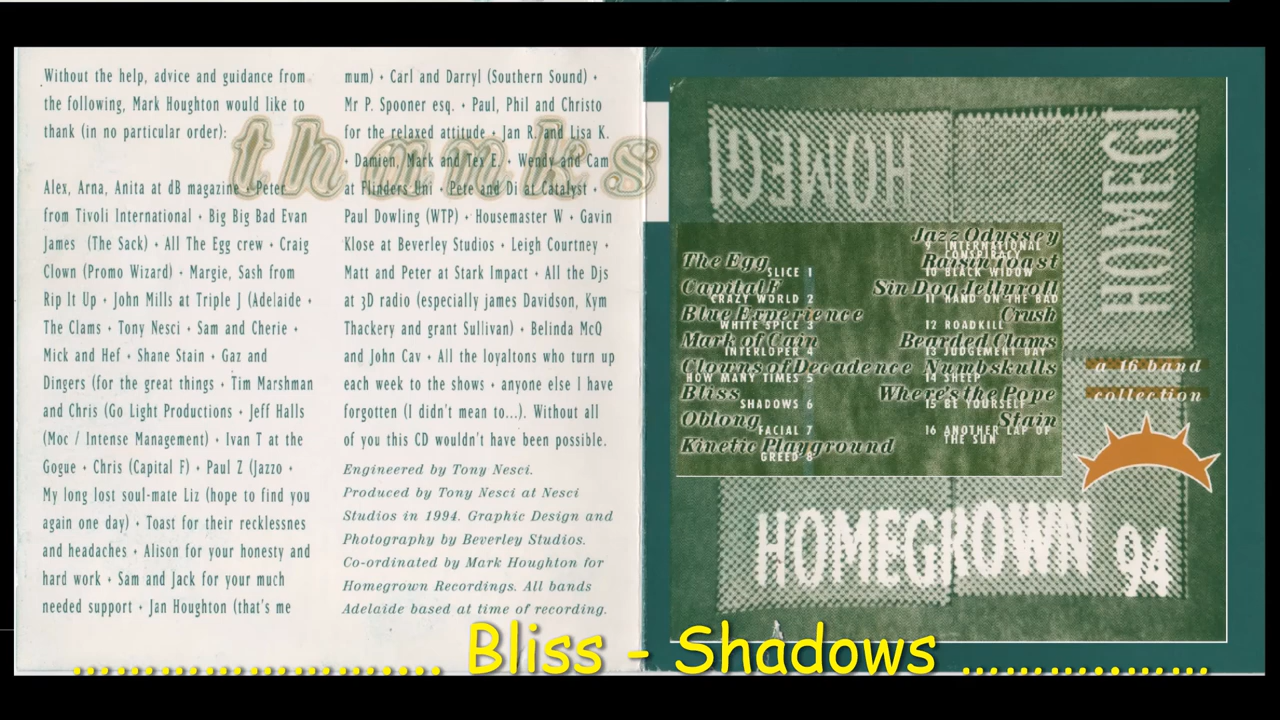 Without the help, advice and guidance from
the following, Mark Houghton would like to
thank (in no particular order):
thanks
Alex, Arna, Anita at dB magazine • Peter
from Tivoli International • Big Big Bad Evan
James (The Sack) • All The Egg crew • Craig
Clown (Promo Wizard) • Margie, Sash from
Rip It Up • John Mills at Triple J (Adelaide •
The Clams • Tony Nesci • Sam and Cherie •
Mick and Hef • Shane Stain • Gaz and
Dingers (for the great things • Tim Marshman
and Chris (Go Light Productions • Jeff Halls
(Moc / Intense Management) • Ivan T at the
Gogue • Chris (Capital F) • Paul Z (Jazzo •
My long lost soul-mate Liz (hope to find you
again one day) • Toast for their recklessnes
and headaches • Alison for your honesty and
hard work • Sam and Jack for your much
needed support • Jan Houghton (that's me
mum) • Carl and Darryl (Southern Sound) •
Mr P. Spooner esq. • Paul, Phil and Christo
for the relaxed attitude • Jan R. and Lisa K.
• Damien, Mark and Tex E. • Wendy and Cam
at Flinders Uni • Pete and Di at Catalyst •
Paul Dowling (WTP) • Housemaster W • Gavin
Klose at Beverley Studios • Leigh Courtney •
Matt and Peter at Stark Impact • All the Djs
at 3D radio (especially james Davidson, Kym
Thackery and grant Sullivan) • Belinda McQ
and John Cav • All the loyaltons who turn up
each week to the shows • anyone else I have
forgotten (I didn't mean to...). Without all
of you this CD wouldn't have been possible.
Engineered by Tony Nesci.
Produced by Tony Nesci at Nesci
Studios in 1994. Graphic Design and
Photography by Beverley Studios.
Co-ordinated by Mark Houghton for
Homegrown Recordings. All bands
Adelaide based at time of recording.
HOMEGI
HOMEGI
The Egg
SLICE 1
Capital F
CRAZY WORLD 2
Blue Experience
WHITE SPICE 3
Mark of Cain
INTERLOPER 4
Clowns of Decadence
HOW MANY TIMES 5
Bliss
SHADOWS 6
Oblong
FACIAL 7
Kinetic Playground
GREED 8
Jazz Odyssey
9 INTERNATIONAL
CONSPIRACY
Raisin Toast
10 BLACK WIDOW
Sin Dog Jellyroll
11 HAND ON THE BAD
Crush
12 ROADKILL
Bearded Clams
13 JUDGEMENT DAY
Numbskulls
14 SHEEP
Where's the Pope
15 BE YOURSELF
Stain
16 ANOTHER LAP OF
THE SUN
a 16 band
collection
HOMEGROWN 94
........................ Bliss - Shadows ..................